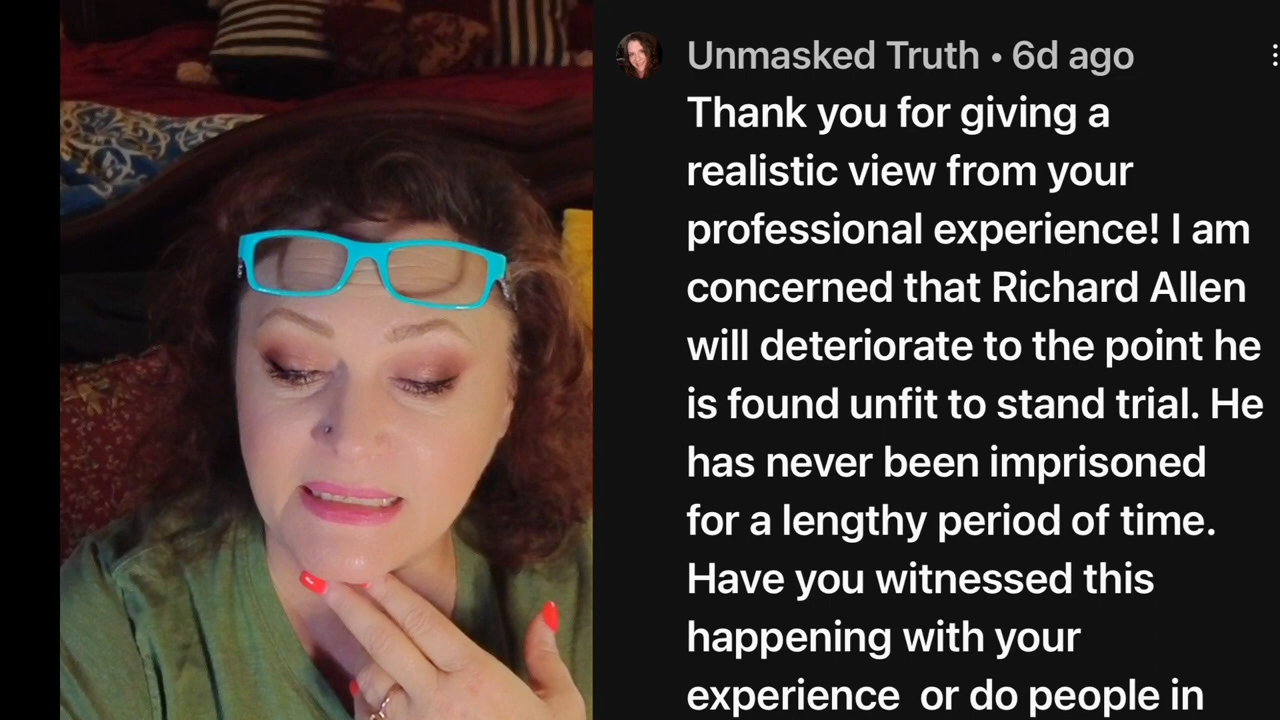 Unmasked Truth • 6d ago
Thank you for giving a
realistic view from your
professional experience! I am
concerned that Richard Allen
will deteriorate to the point he
is found unfit to stand trial. He
has never been imprisoned
for a lengthy period of time.
Have you witnessed this
happening with your
experience  or do people in